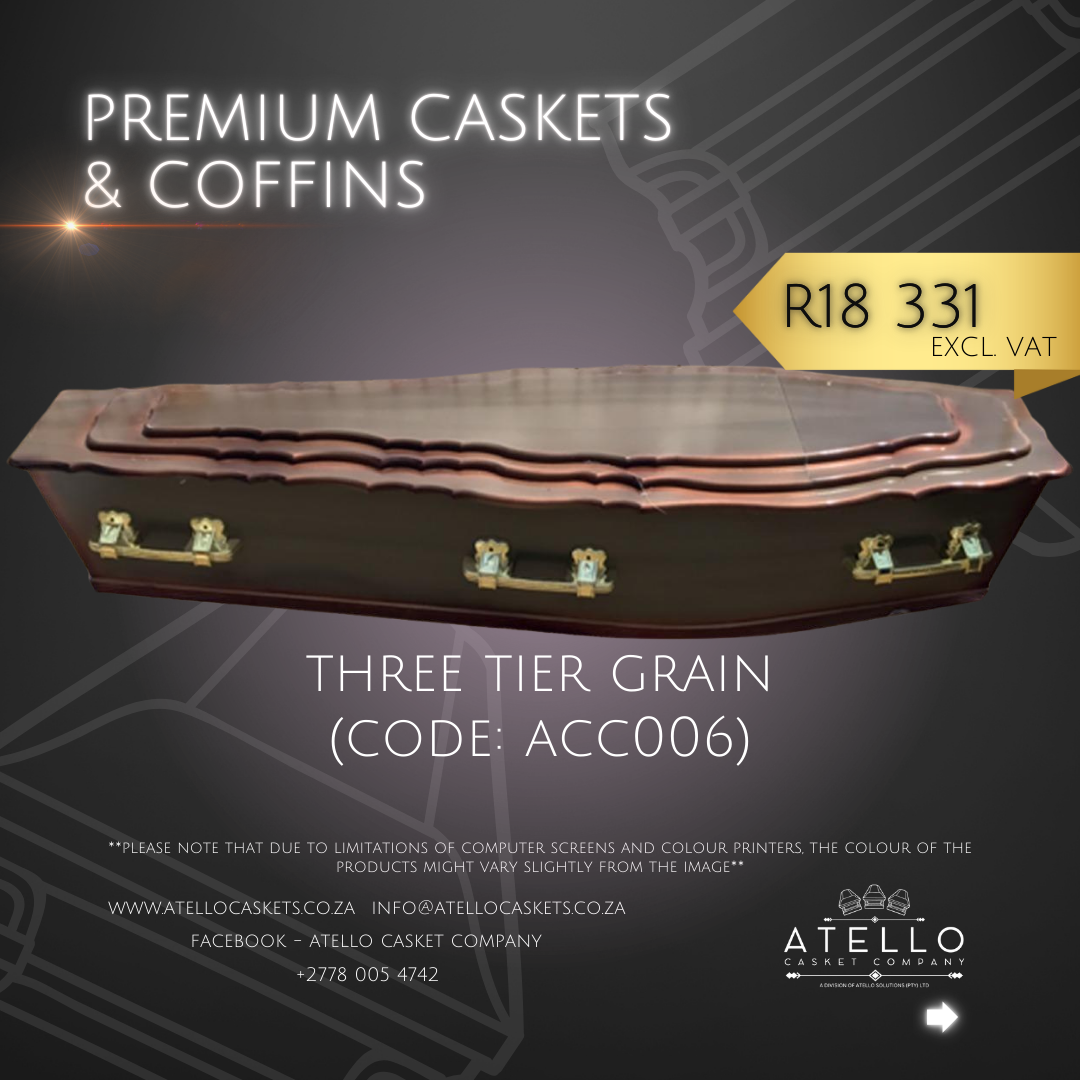 PREMIUM CASKETS
& COFFINS
R18 331
EXCL. VAT
THREE TIER GRAIN
(CODE: ACC006)
**PLEASE NOTE THAT DUE TO LIMITATIONS OF COMPUTER SCREENS AND COLOUR PRINTERS, THE COLOUR OF THE
PRODUCTS MIGHT VARY SLIGHTLY FROM THE IMAGE**
WWW.ATELLOCASKETS.CO.ZA INFO@ATELLOCASKETS.CO.ZA
FACEBOOK - ATELLO CASKET COMPANY
+2778 005 4742
ATELLO
CASKET COMPANY
A DIVISION OF ATELLO SOLUTIONS (PTY) LTD